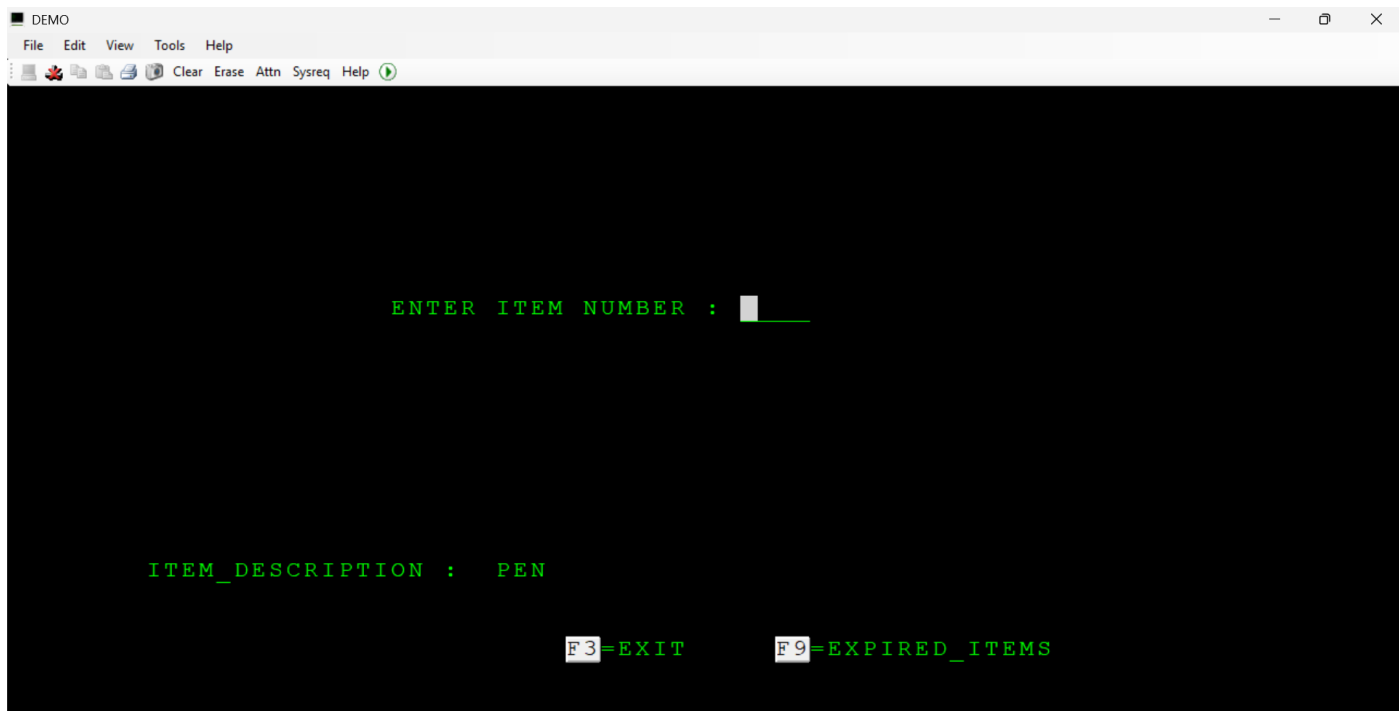 DEMO
File Edit View Tools Help
Clear Erase Attn Sysreq Help
ENTER ITEM NUMBER :
ITEM_DESCRIPTION : PEN
F3=EXIT F9=EXPIRED_ITEMS